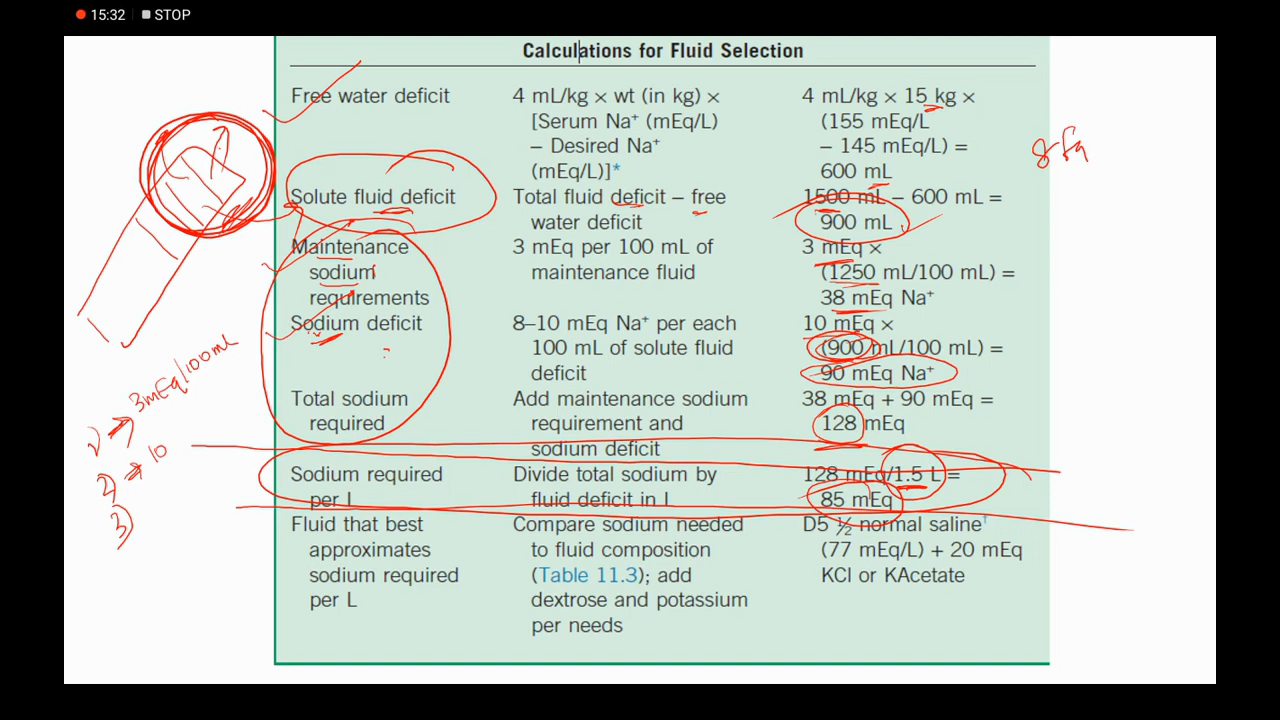 15:32 STOP
Calculations for Fluid Selection
Free water deficit 4 mL/kg × wt (in kg) × 4 mL/kg × 15 kg ×
[Serum Na⁺ (mEq/L) (155 mEq/L
– Desired Na⁺ – 145 mEq/L) =
(mEq/L)]* 600 mL
Solute fluid deficit Total fluid deficit – free 1500 mL – 600 mL =
water deficit 900 mL
Maintenance 3 mEq per 100 mL of 3 mEq ×
sodium maintenance fluid (1250 mL/100 mL) =
requirements 38 mEq Na⁺
Sodium deficit 8–10 mEq Na⁺ per each 10 mEq ×
100 mL of solute fluid (900 mL/100 mL) =
deficit 90 mEq Na⁺
Total sodium Add maintenance sodium 38 mEq + 90 mEq =
required requirement and 128 mEq
sodium deficit
Sodium required Divide total sodium by 128 mEq/1.5 L =
per L fluid deficit in L 85 mEq
Fluid that best Compare sodium needed D5 ½ normal saline†
approximates to fluid composition (77 mEq/L) + 20 mEq
sodium required (Table 11.3); add KCl or KAcetate
per L dextrose and potassium
per needs
3mEq/100mL
2) → 10
3)